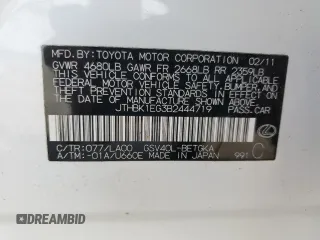 MFD. BY: TOYOTA MOTOR CORPORATION 02/11
GVWR 4680LB GAWR FR 2668LB RR 2359LB
THIS VEHICLE CONFORMS TO ALL APPLICABLE
FEDERAL MOTOR VEHICLE SAFETY, BUMPER, AND
THEFT PREVENTION STANDARDS IN EFFECT ON THE
DATE OF MANUFACTURE SHOWN ABOVE.
JTHBK1EG3B2444719 PASS.CAR
C/TR:077/LA00 GSV40L-BETGKA
A/TM:-01A/U660E MADE IN JAPAN 991 C